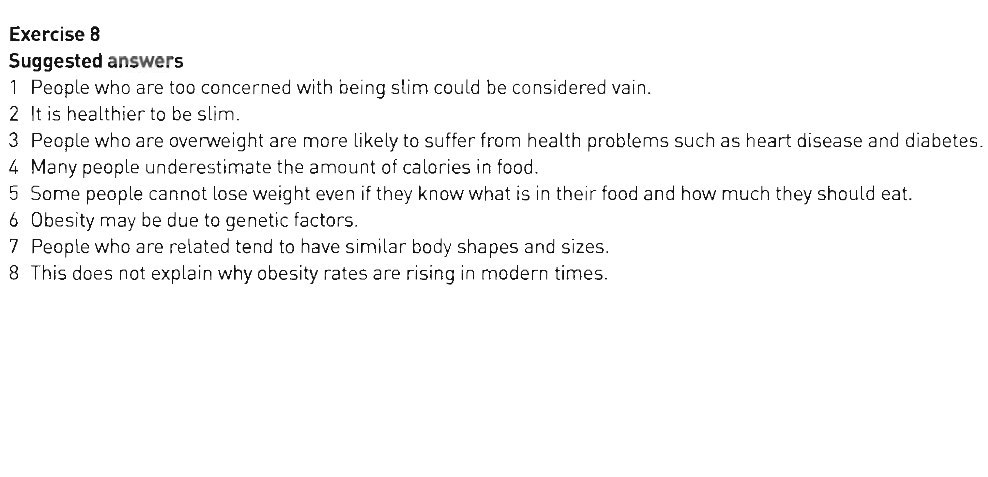 Exercise 8
Suggested answers
1 People who are too concerned with being slim could be considered vain.
2 It is healthier to be slim.
3 People who are overweight are more likely to suffer from health problems such as heart disease and diabetes.
4 Many people underestimate the amount of calories in food.
5 Some people cannot lose weight even if they know what is in their food and how much they should eat.
6 Obesity may be due to genetic factors.
7 People who are related tend to have similar body shapes and sizes.
8 This does not explain why obesity rates are rising in modern times.